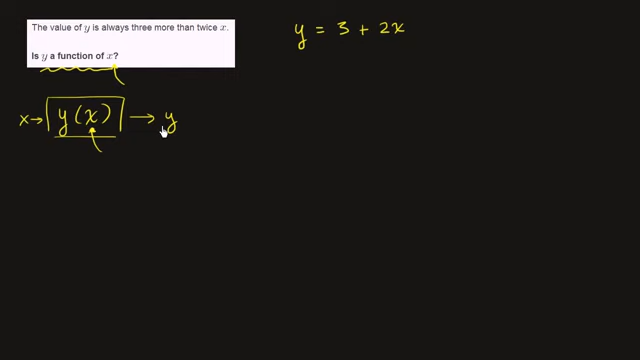 The value of y is always three more than twice x.
Is y a function of x?
y = 3 + 2x
x → y(x) → y